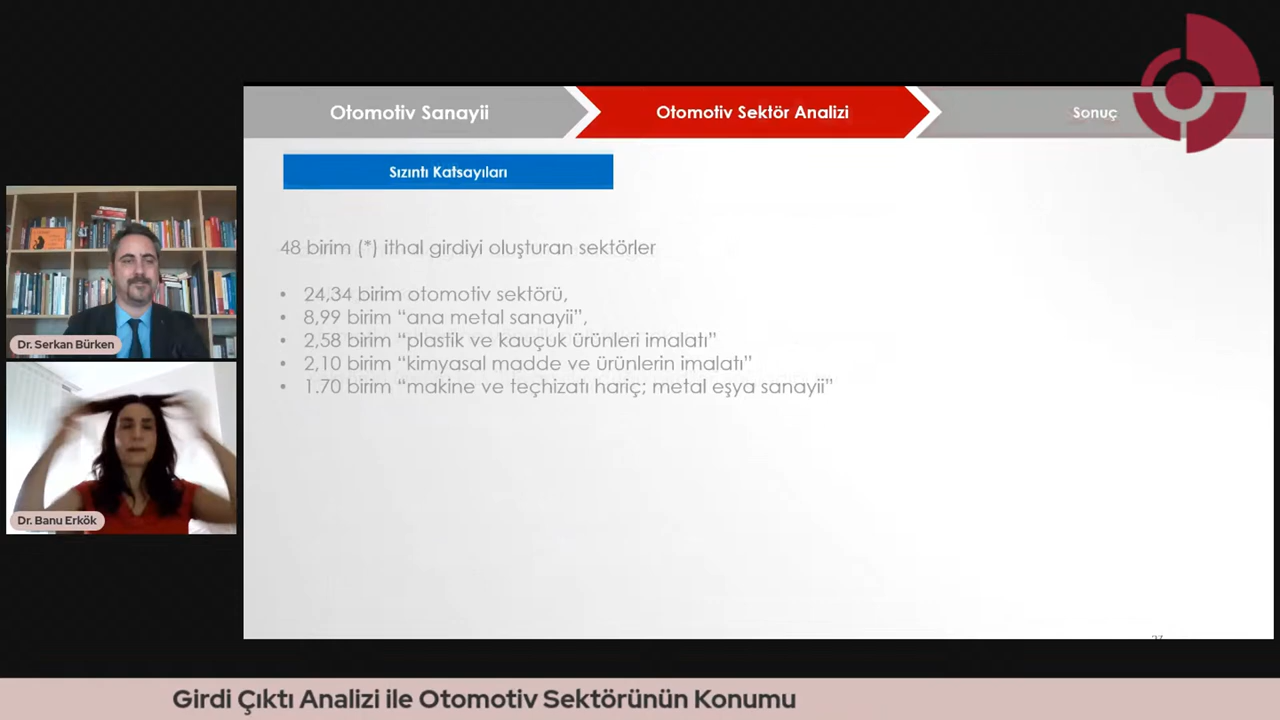 Otomotiv Sanayii
Otomotiv Sektör Analizi
Sonuç
Sızıntı Katsayıları
48 birim (*) ithal girdiyi oluşturan sektörler
• 24,34 birim otomotiv sektörü,
• 8,99 birim “ana metal sanayii”,
• 2,58 birim “plastik ve kauçuk ürünleri imalatı”
• 2,10 birim “kimyasal madde ve ürünlerin imalatı”
• 1.70 birim “makine ve teçhizatı hariç; metal eşya sanayii”
Dr. Serkan Bürken
Dr. Banu Erkök
Girdi Çıktı Analizi ile Otomotiv Sektörünün Konumu